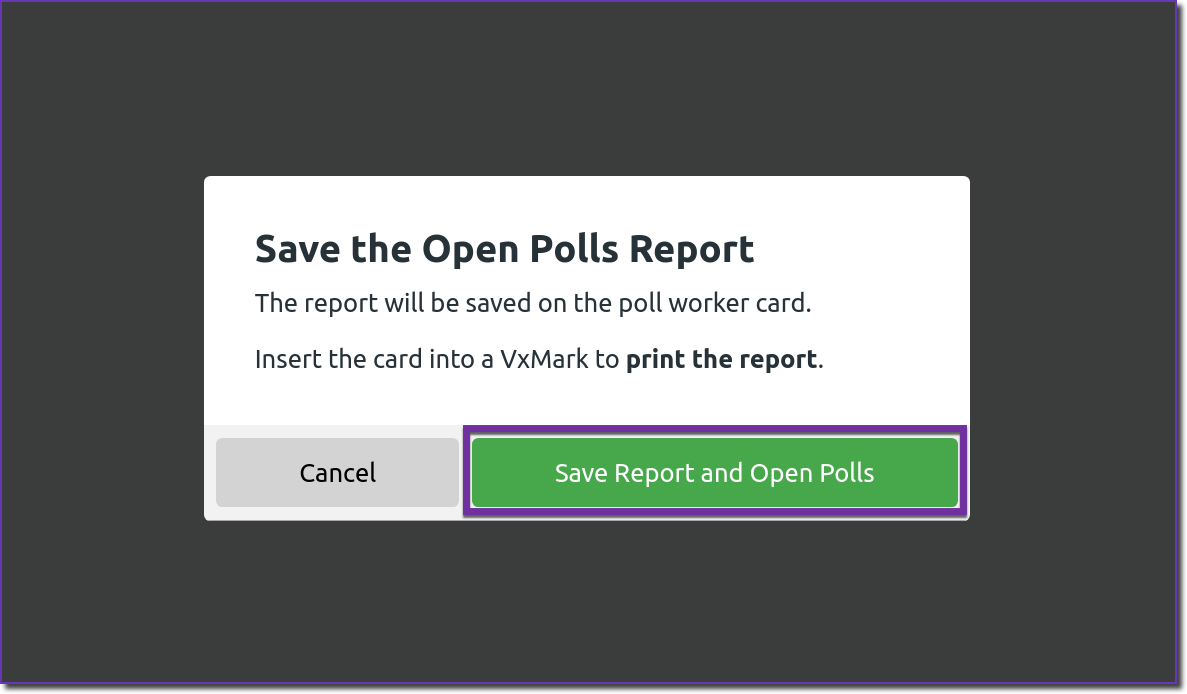 Save the Open Polls Report
The report will be saved on the poll worker card.
Insert the card into a VxMark to print the report.
Cancel
Save Report and Open Polls